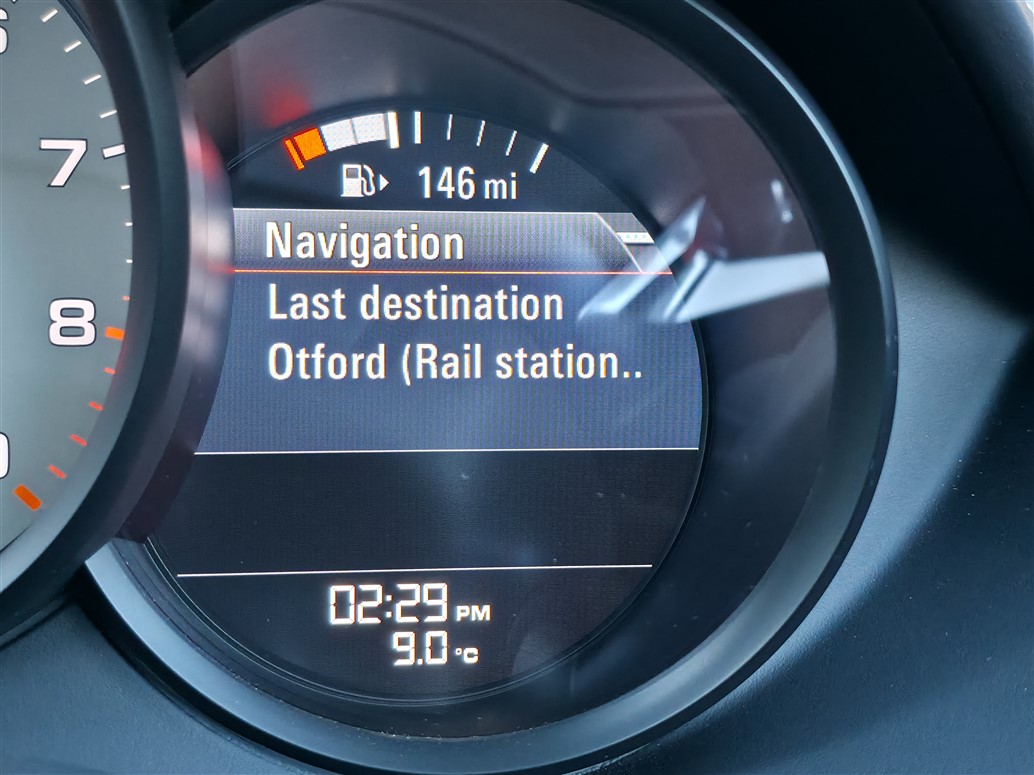 7
8
146 mi
Navigation
Last destination
Otford (Rail station..
02:29 PM
9.0 °C